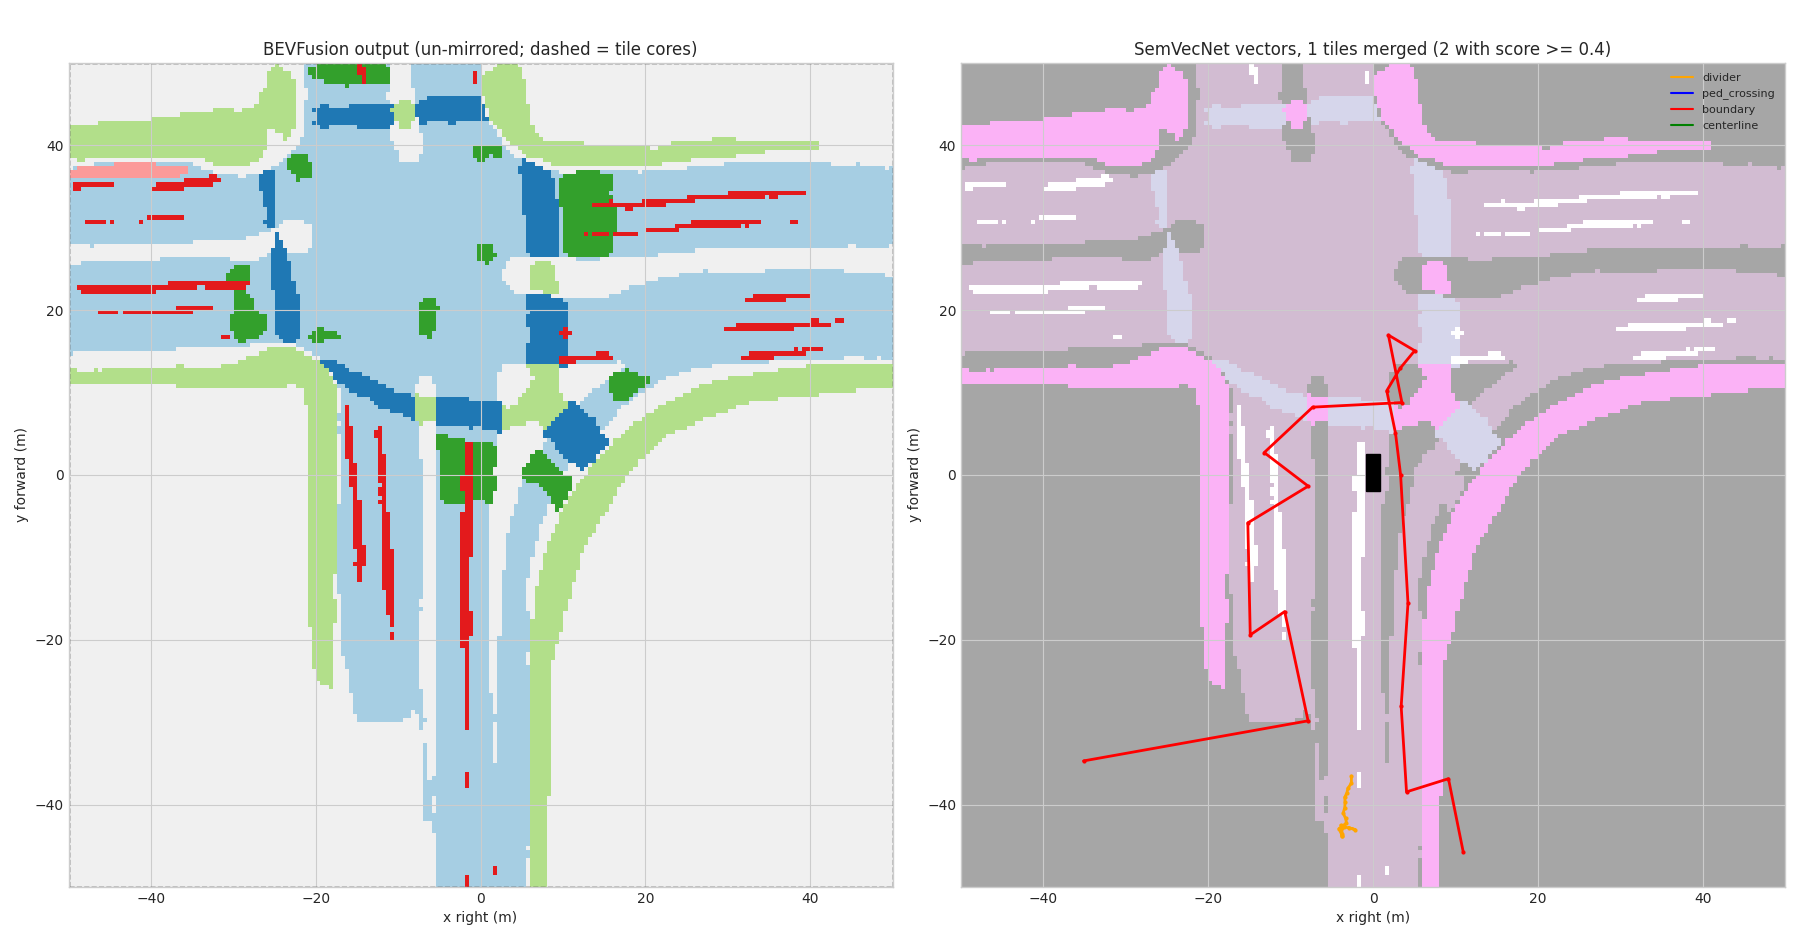 BEVFusion output (un-mirrored; dashed = tile cores)
y forward (m)
40
20
0
−20
−40
−40
−20
0
20
40
x right (m)
SemVecNet vectors, 1 tiles merged (2 with score >= 0.4)
divider
ped_crossing
boundary
centerline
y forward (m)
40
20
0
−20
−40
−40
−20
0
20
40
x right (m)